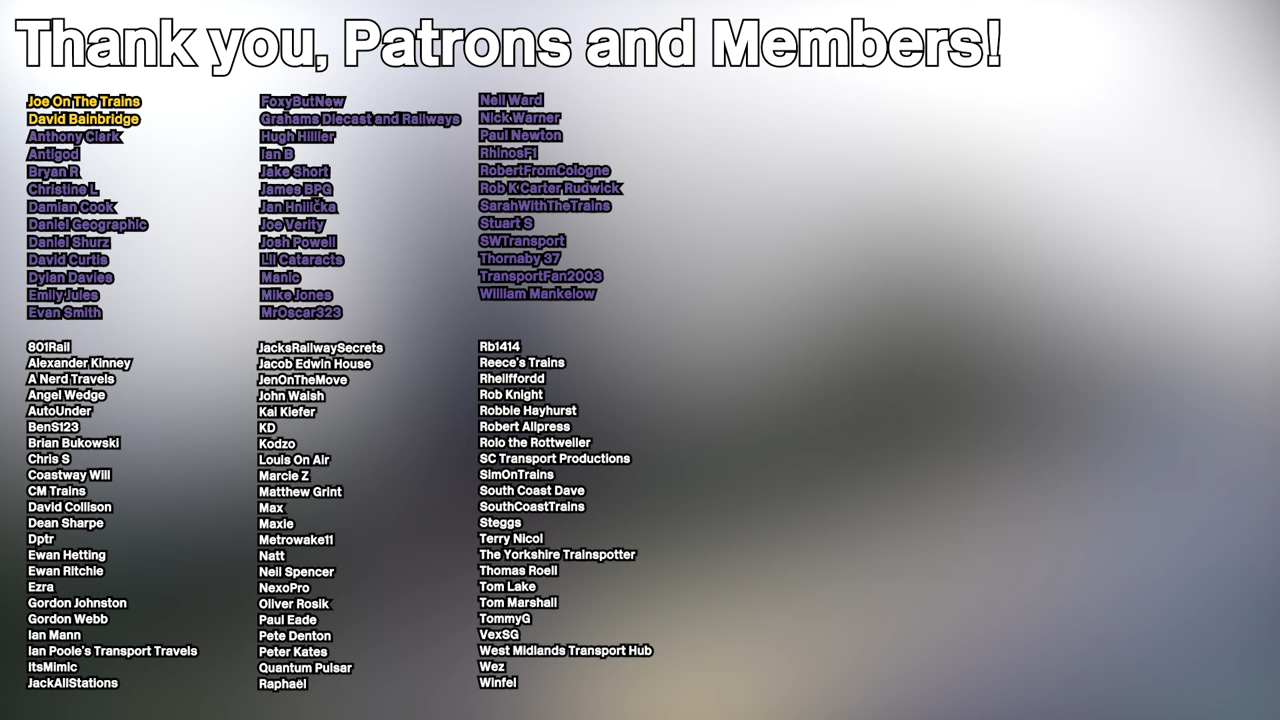 Thank you, Patrons and Members!
Joe On The Trains
David Bainbridge
Anthony Clark
Antigod
Bryan R
Christine L
Damian Cook
Daniel Geographic
Daniel Shurz
David Curtis
Dylan Davies
Emily Jules
Evan Smith
FoxyButNew
Grahams Diecast and Railways
Hugh Hillier
Ian B
Jake Short
James BPG
Jan Hnilička
Joe Verity
Josh Powell
Lil Cataracts
Manic
Mike Jones
MrOscar323
Neil Ward
Nick Warner
Paul Newton
RhinosF1
RobertFromCologne
Rob K Carter Rudwick
SarahWithTheTrains
Stuart S
SWTransport
Thornaby 37
TransportFan2003
William Mankelow
801Rail
Alexander Kinney
A Nerd Travels
Angel Wedge
AutoUnder
BenS123
Brian Bukowski
Chris S
Coastway Will
CM Trains
David Collison
Dean Sharpe
Dptr
Ewan Hetting
Ewan Ritchie
Ezra
Gordon Johnston
Gordon Webb
Ian Mann
Ian Poole's Transport Travels
ItsMimic
JackAllStations
JacksRailwaySecrets
Jacob Edwin House
JenOnTheMove
John Walsh
Kai Kiefer
KD
Kodzo
Louis On Air
Marcie Z
Matthew Grint
Max
Maxie
Metrowake11
Natt
Neil Spencer
NexoPro
Oliver Rosik
Paul Eade
Pete Denton
Peter Kates
Quantum Pulsar
Raphaël
Rb1414
Reece's Trains
Rheilffordd
Rob Knight
Robbie Hayhurst
Robert Allpress
Rolo the Rottweiler
SC Transport Productions
SimOnTrains
South Coast Dave
SouthCoastTrains
Steggs
Terry Nicol
The Yorkshire Trainspotter
Thomas Roell
Tom Lake
Tom Marshall
TommyG
VexSG
West Midlands Transport Hub
Wez
Winfel